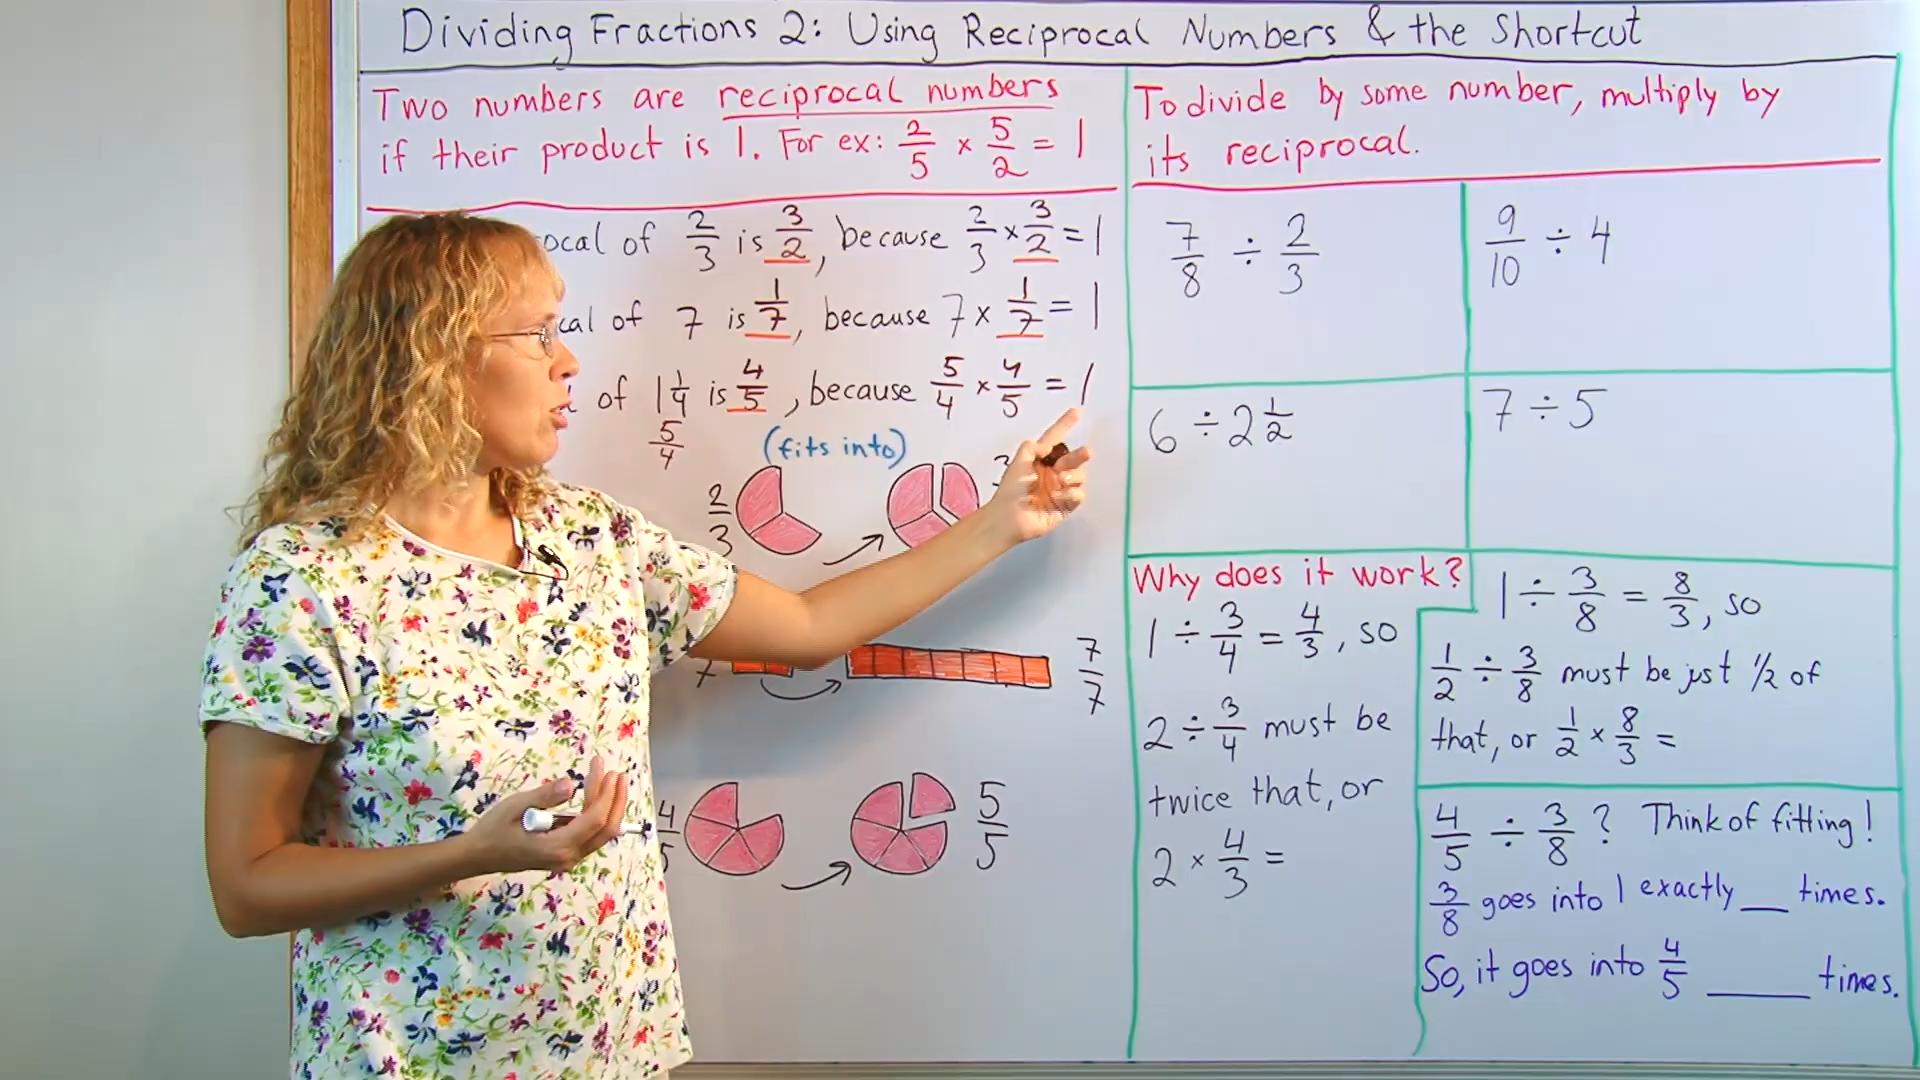 Dividing Fractions 2: Using Reciprocal Numbers & the Shortcut
Two numbers are reciprocal numbers
if their product is 1. For ex: 2/5 × 5/2 = 1
ocal of 2/3 is 3/2, because 2/3 × 3/2 = 1
cal of 7 is 1/7, because 7 × 1/7 = 1
of 1 1/4 is 4/5, because 5/4 × 4/5 = 1
5/4
(fits into)
2/3
7
7/7
4/5
5/5
To divide by some number, multiply by
its reciprocal.
7/8 ÷ 2/3
9/10 ÷ 4
6 ÷ 2 1/2
7 ÷ 5
Why does it work?
1 ÷ 3/4 = 4/3, so
2 ÷ 3/4 must be
twice that, or
2 × 4/3 =
1 ÷ 3/8 = 8/3, so
1/2 ÷ 3/8 must be just 1/2 of
that, or 1/2 × 8/3 =
4/5 ÷ 3/8 ? Think of fitting!
3/8 goes into 1 exactly __ times.
So, it goes into 4/5 ____ times.